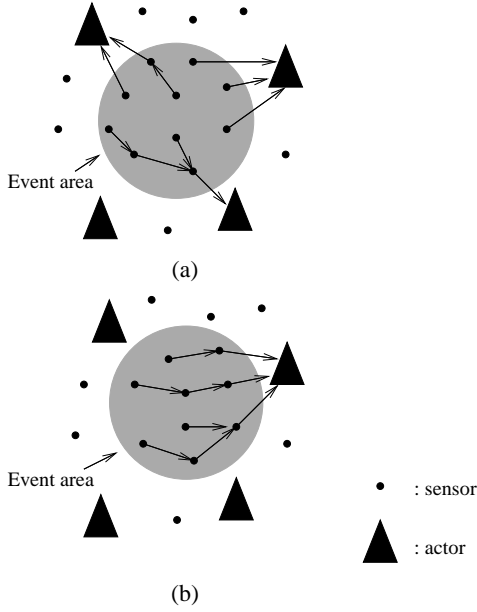 Event area
(a)
Event area
: sensor
: actor
(b)